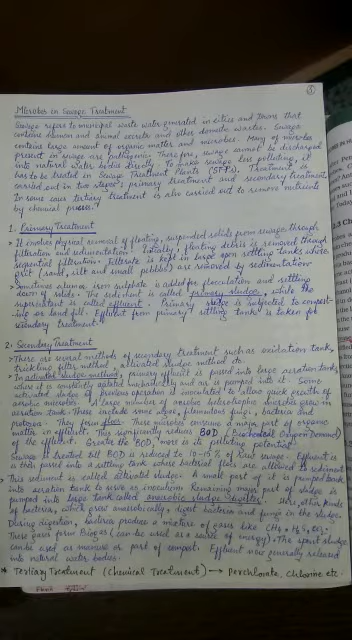 5
Microbes in Sewage Treatment
Sewage refers to municipal waste water generated in cities and towns that
contains human and animal excreta and other domestic wastes. Sewage
contains large amount of organic matter and microbes. Many of microbes
present in sewage are pathogenic. Therefore, sewage cannot be discharged
into natural water bodies directly. To make sewage less polluting, it
has to be treated in Sewage Treatment Plants (STPs). Treatment is
carried out in two stages; primary treatment and secondary treatment.
In some cases tertiary treatment is also carried out to remove nutrients
by chemical process.
1. Primary Treatment
> It involves physical removal of floating, suspended solids from sewage through
filtration and sedimentation. Initially, floating debris is removed through
sequential filtration. Filtrate is kept in large open settling tanks where
grit (sand, silt and small pebbles) are removed by sedimentation.
> Sometimes alum or iron sulphate is added for flocculation and settling
down of solids. The sediment is called primary sludge, while the
supernatant is called effluent. Primary sludge is subjected to compost-
ing or land fill. Effluent from primary settling tank is taken for
secondary treatment.
2. Secondary Treatment
> There are several methods of secondary treatment such as oxidation tank,
trickling filter method, activated sludge method etc.
> In activated sludge method, primary effluent is passed into large aeration tanks
where it is constantly agitated mechanically and air is pumped into it. Some
activated sludge of previous operation is inoculated to allow quick growth of
aerobic microbes. A large number of aerobic heterotrophic microbes grow in
aeration tank. These include some algae, filamentous fungi, bacteria and
protozoa. They form flocs. These microbes consume a major part of organic
matter in effluent. This significantly reduces BOD (Biochemical Oxygen Demand)
of the effluent. Greater the BOD, more is its polluting potential.
Sewage is treated till BOD is reduced to 10-15% of Raw sewage. Effluent is
is then passed into a settling tank where bacterial flocs are allowed to sediment
> This sediment is called activated sludge. A small part of it is pumped back
into aeration tank to serve as inoculum. Remaining major part of sludge is
pumped into large tank called anaerobic sludge digester. Here, other kinds
of bacteria, which grow anaerobically, digest bacteria and fungi in the sludge.
During digestion, bacteria produce a mixture of gases like CH4, H2S, CO2.
These gases form Biogas (can be used as a source of energy). The spent sludge
can be used as manure or part of compost. Effluent now generally released
into natural water bodies.
* Tertiary Treatment (Chemical Treatment) → Perchlorate, Chlorine etc.